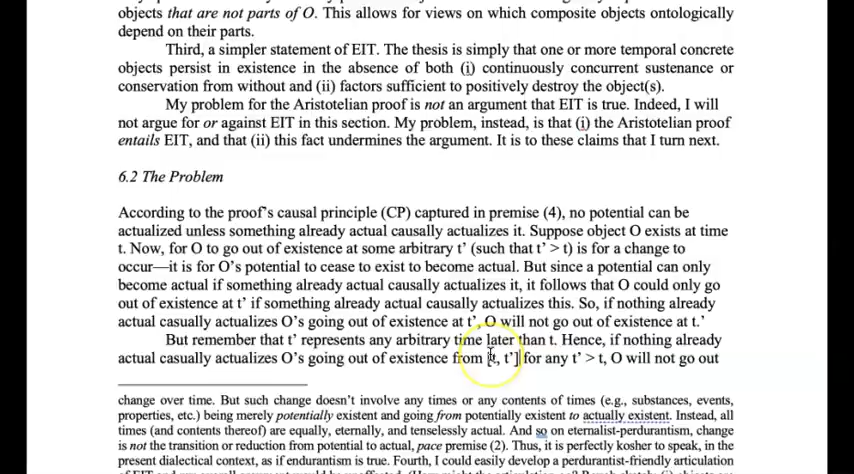 objects that are not parts of O. This allows for views on which composite objects ontologically
depend on their parts.
Third, a simpler statement of EIT. The thesis is simply that one or more temporal concrete
objects persist in existence in the absence of both (i) continuously concurrent sustenance or
conservation from without and (ii) factors sufficient to positively destroy the object(s).
My problem for the Aristotelian proof is not an argument that EIT is true. Indeed, I will
not argue for or against EIT in this section. My problem, instead, is that (i) the Aristotelian proof
entails EIT, and that (ii) this fact undermines the argument. It is to these claims that I turn next.
6.2 The Problem
According to the proof's causal principle (CP) captured in premise (4), no potential can be
actualized unless something already actual causally actualizes it. Suppose object O exists at time
t. Now, for O to go out of existence at some arbitrary t' (such that t' > t) is for a change to
occur—it is for O's potential to cease to exist to become actual. But since a potential can only
become actual if something already actual causally actualizes it, it follows that O could only go
out of existence at t' if something already actual causally actualizes this. So, if nothing already
actual casually actualizes O's going out of existence at t', O will not go out of existence at t.'
But remember that t' represents any arbitrary time later than t. Hence, if nothing already
actual causally actualizes O's going out of existence from [t, t'] for any t' > t, O will not go out
change over time. But such change doesn't involve any times or any contents of times (e.g., substances, events,
properties, etc.) being merely potentially existent and going from potentially existent to actually existent. Instead, all
times (and contents thereof) are equally, eternally, and tenselessly actual. And so on eternalist-perdurantism, change
is not the transition or reduction from potential to actual, pace premise (2). Thus, it is perfectly kosher to speak, in the
present dialectical context, as if endurantism is true. Fourth, I could easily develop a perdurantist-friendly articulation